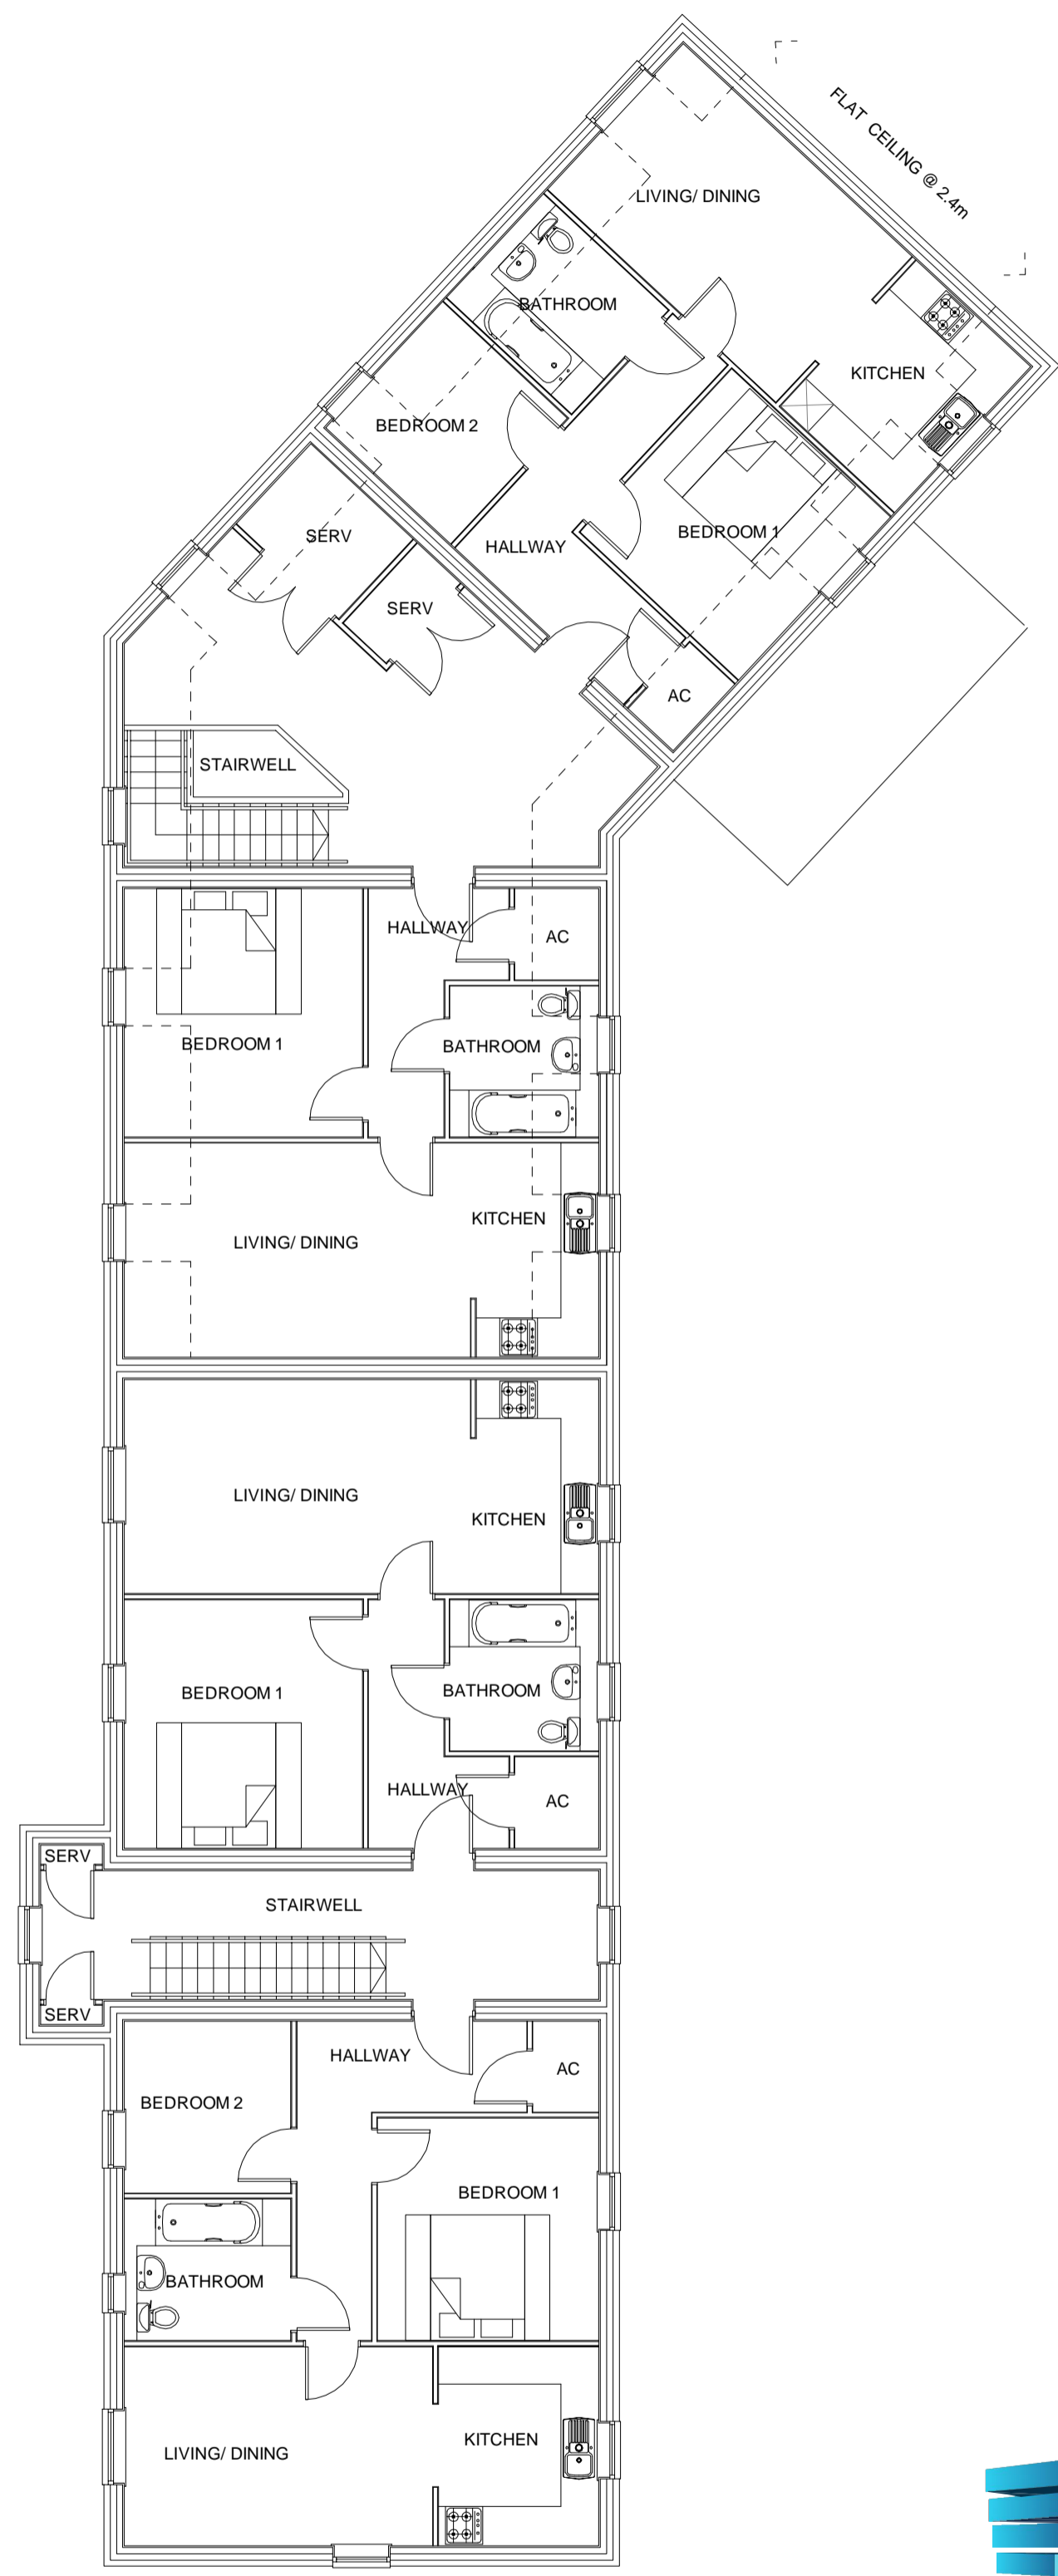 FLAT CEILING @ 2.4m
LIVING/ DINING
BATHROOM
KITCHEN
BEDROOM 2
SERV
BEDROOM 1
HALLWAY
SERV
AC
STAIRWELL
HALLWAY
AC
BEDROOM 1
BATHROOM
KITCHEN
LIVING/ DINING
LIVING/ DINING
KITCHEN
BEDROOM 1
BATHROOM
HALLWAY
AC
SERV
STAIRWELL
SERV
HALLWAY
AC
BEDROOM 2
BEDROOM 1
BATHROOM
KITCHEN
LIVING/ DINING